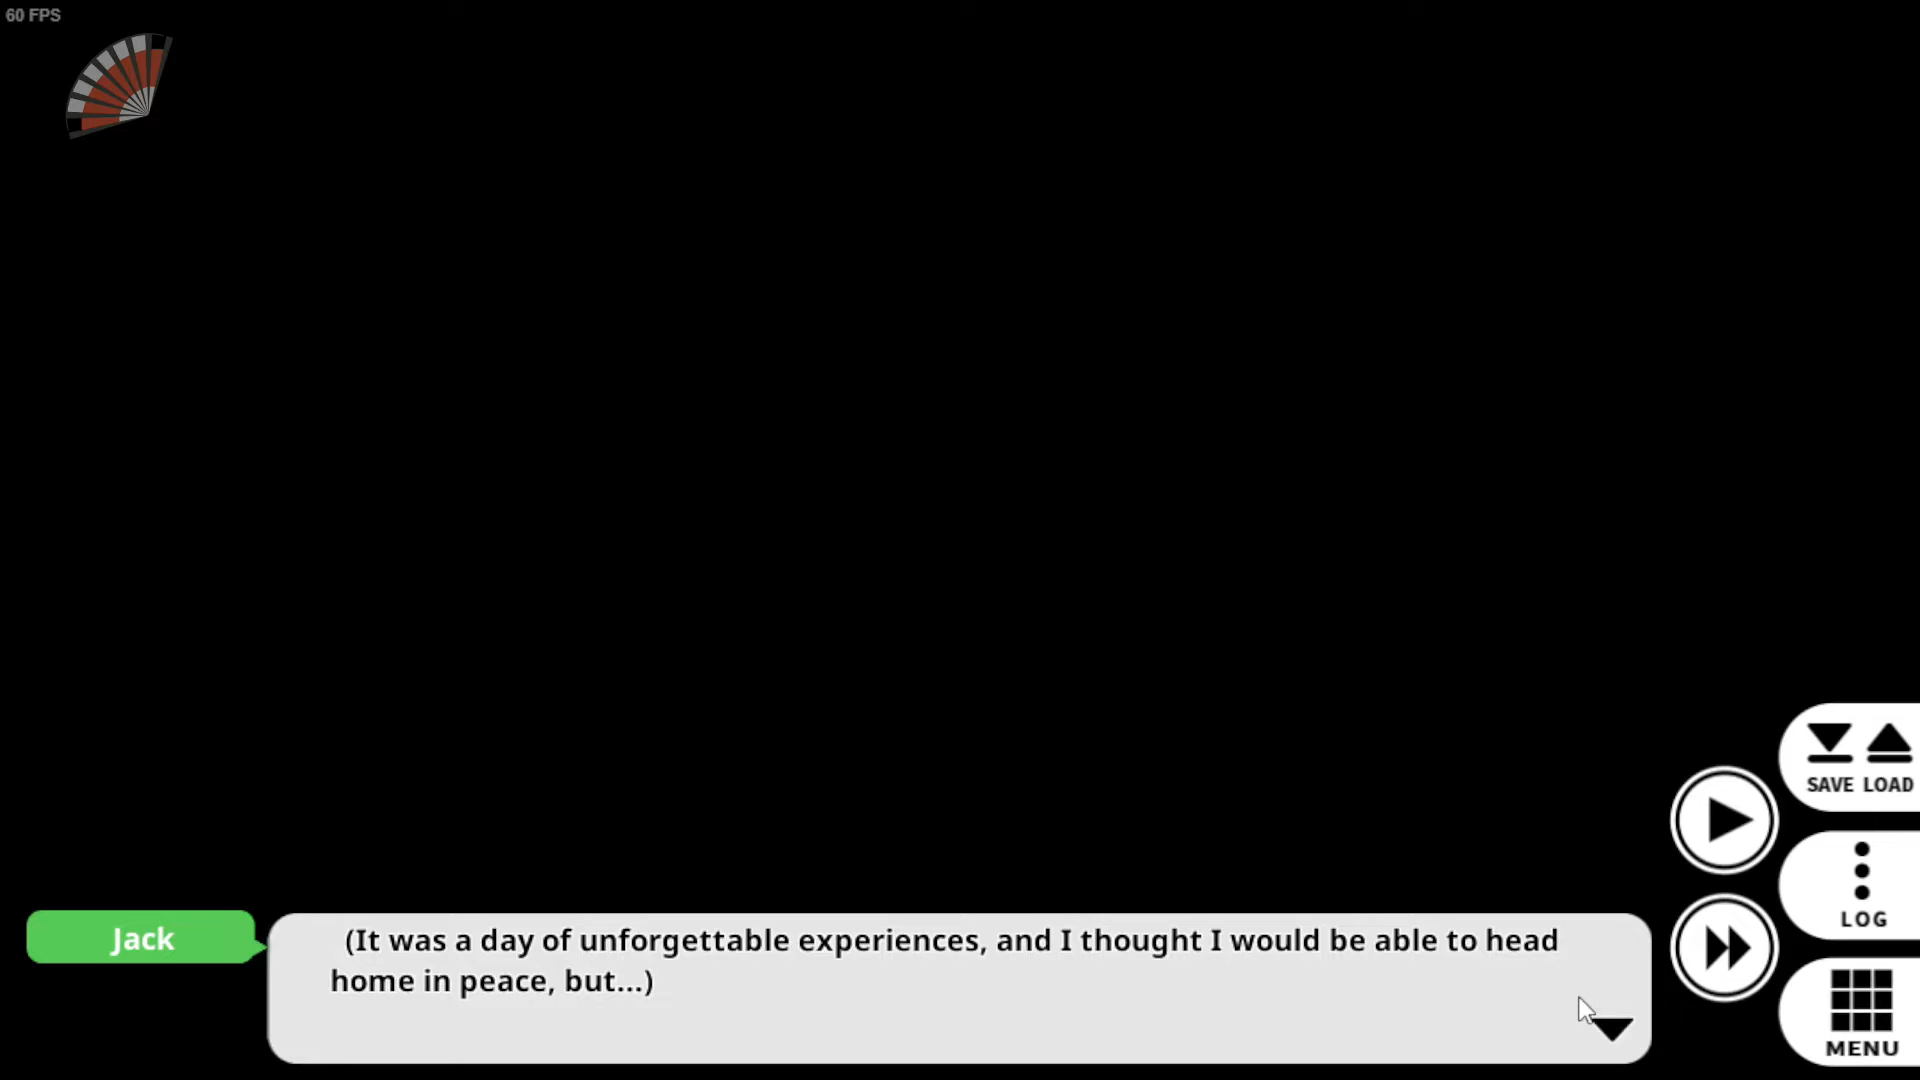 60 FPS
SAVE LOAD
LOG
Jack
(It was a day of unforgettable experiences, and I thought I would be able to head
home in peace, but...)
MENU